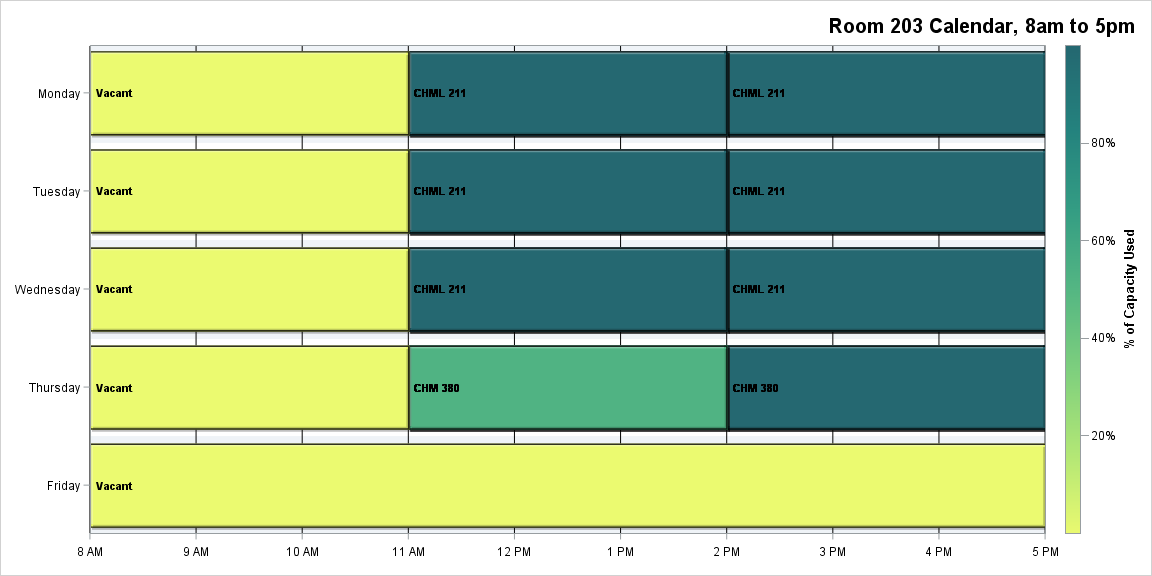 Room 203 Calendar, 8am to 5pm
Monday Vacant CHML 211 CHML 211
80%
Tuesday Vacant CHML 211 CHML 211
60%
Wednesday Vacant CHML 211 CHML 211
% of Capacity Used
40%
Thursday Vacant CHM 380 CHM 380
20%
Friday Vacant
8 AM 9 AM 10 AM 11 AM 12 PM 1 PM 2 PM 3 PM 4 PM 5 PM